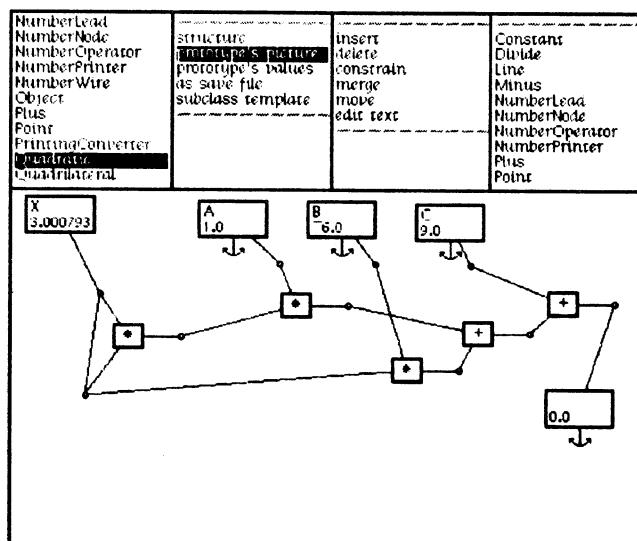 NumberLead
NumberNode
NumberOperator
NumberPrinter
NumberWire
Object
Plus
Point
PrintingConverter
Quadratic
Quadrilateral
structure
prototype's picture
prototype's values
as save file
subclass template
insert
delete
constrain
merge
move
edit text
Constant
Divide
Line
Minus
NumberLead
NumberNode
NumberOperator
NumberPrinter
Plus
Point
X
3.000793
A
1.0
B
¯6.0
C
9.0
*
*
+
+
*
0.0